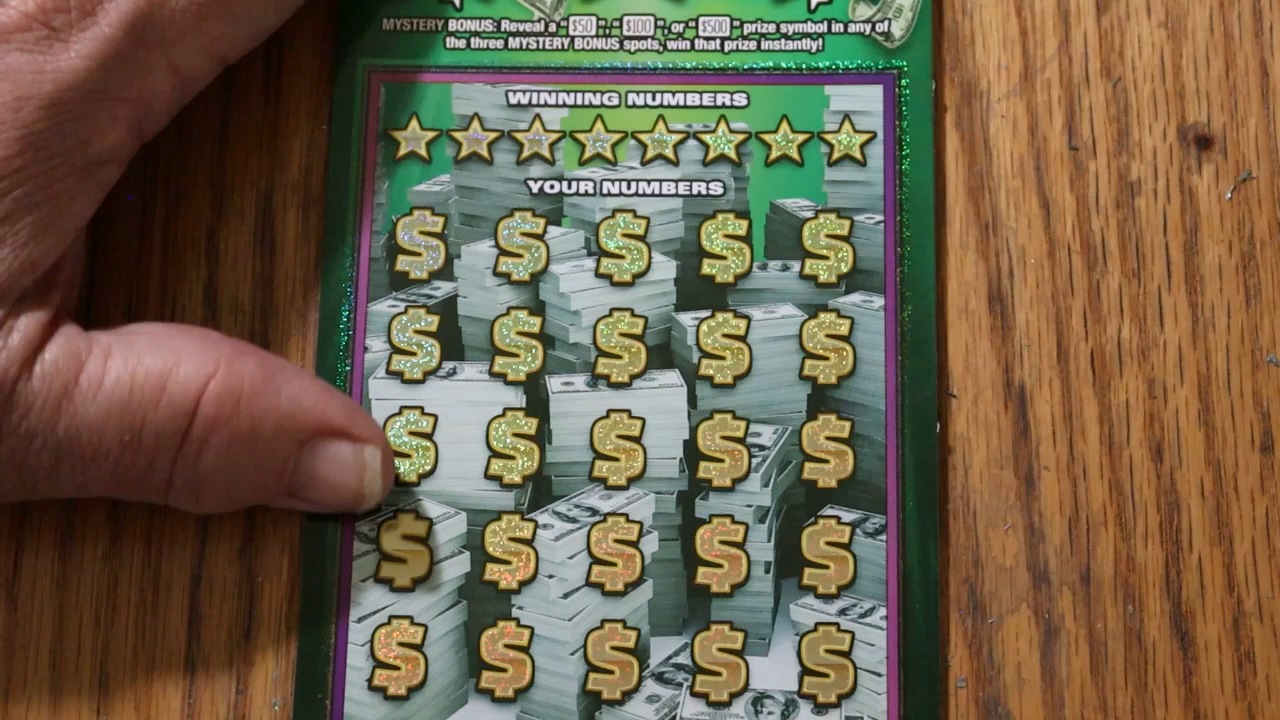 MYSTERY BONUS: Reveal a "$50", "$100", or "$500" prize symbol in any of
the three MYSTERY BONUS spots, win that prize instantly!
WINNING NUMBERS
YOUR NUMBERS
$ $ $ $ $
$ $ $ $ $
$ $ $ $ $
$ $ $ $ $
$ $ $ $ $